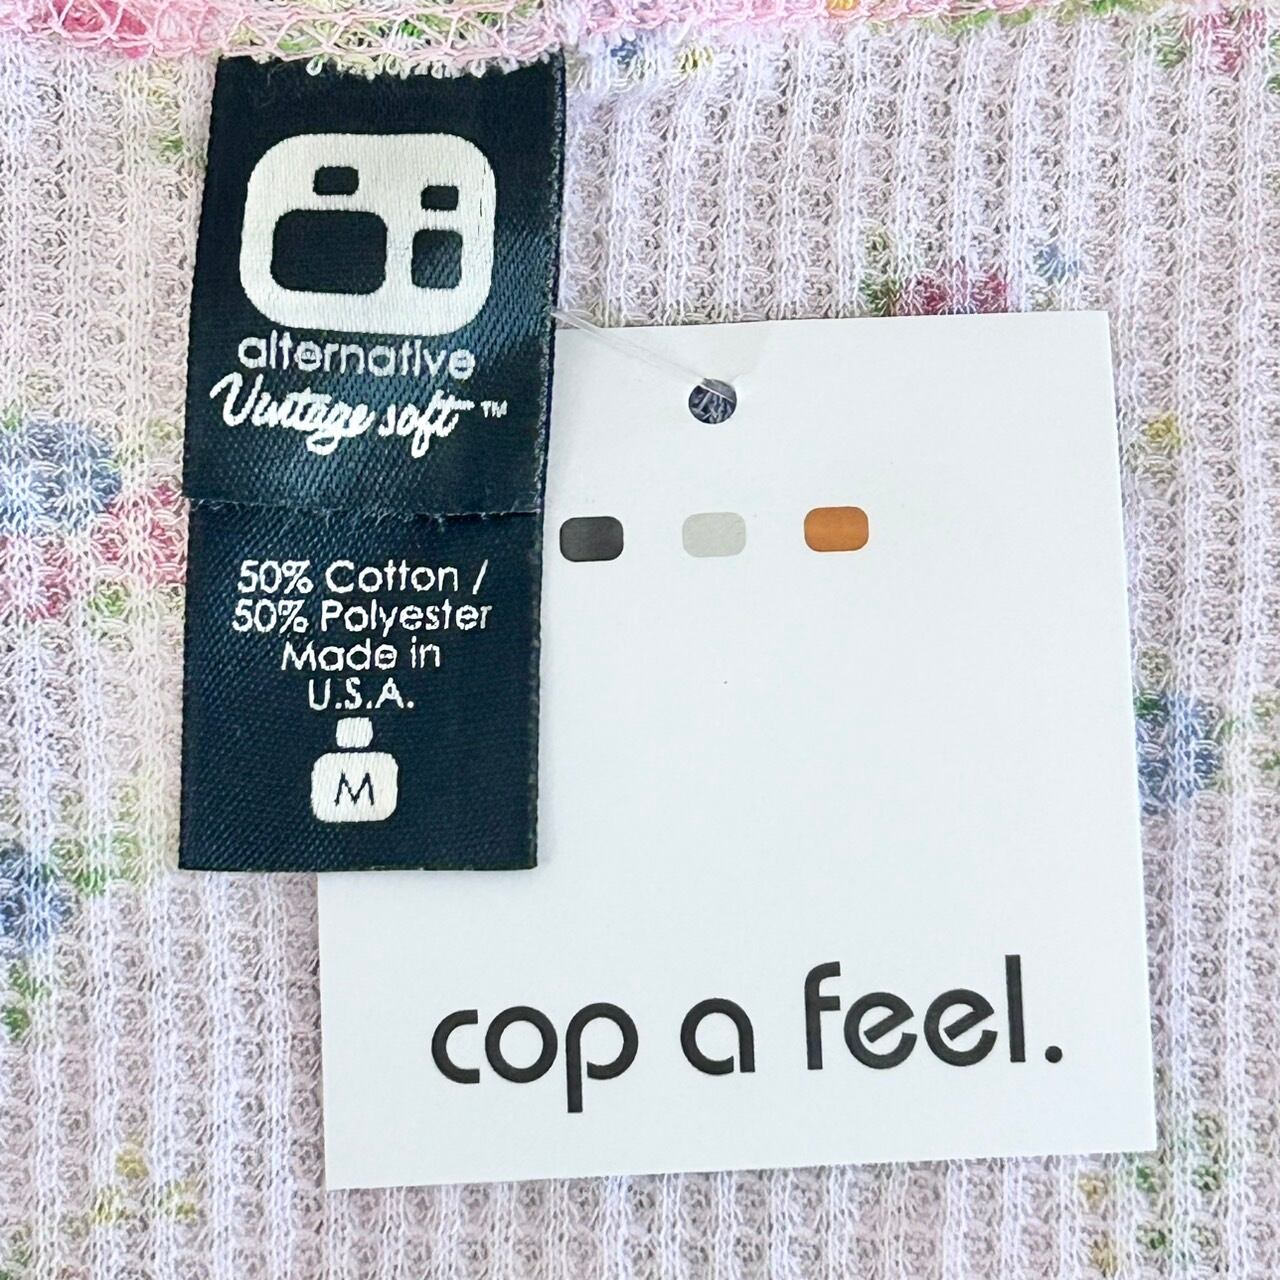 alternative
Vintage soft™
50% Cotton /
50% Polyester
Made in
U.S.A.
M
cop a feel.